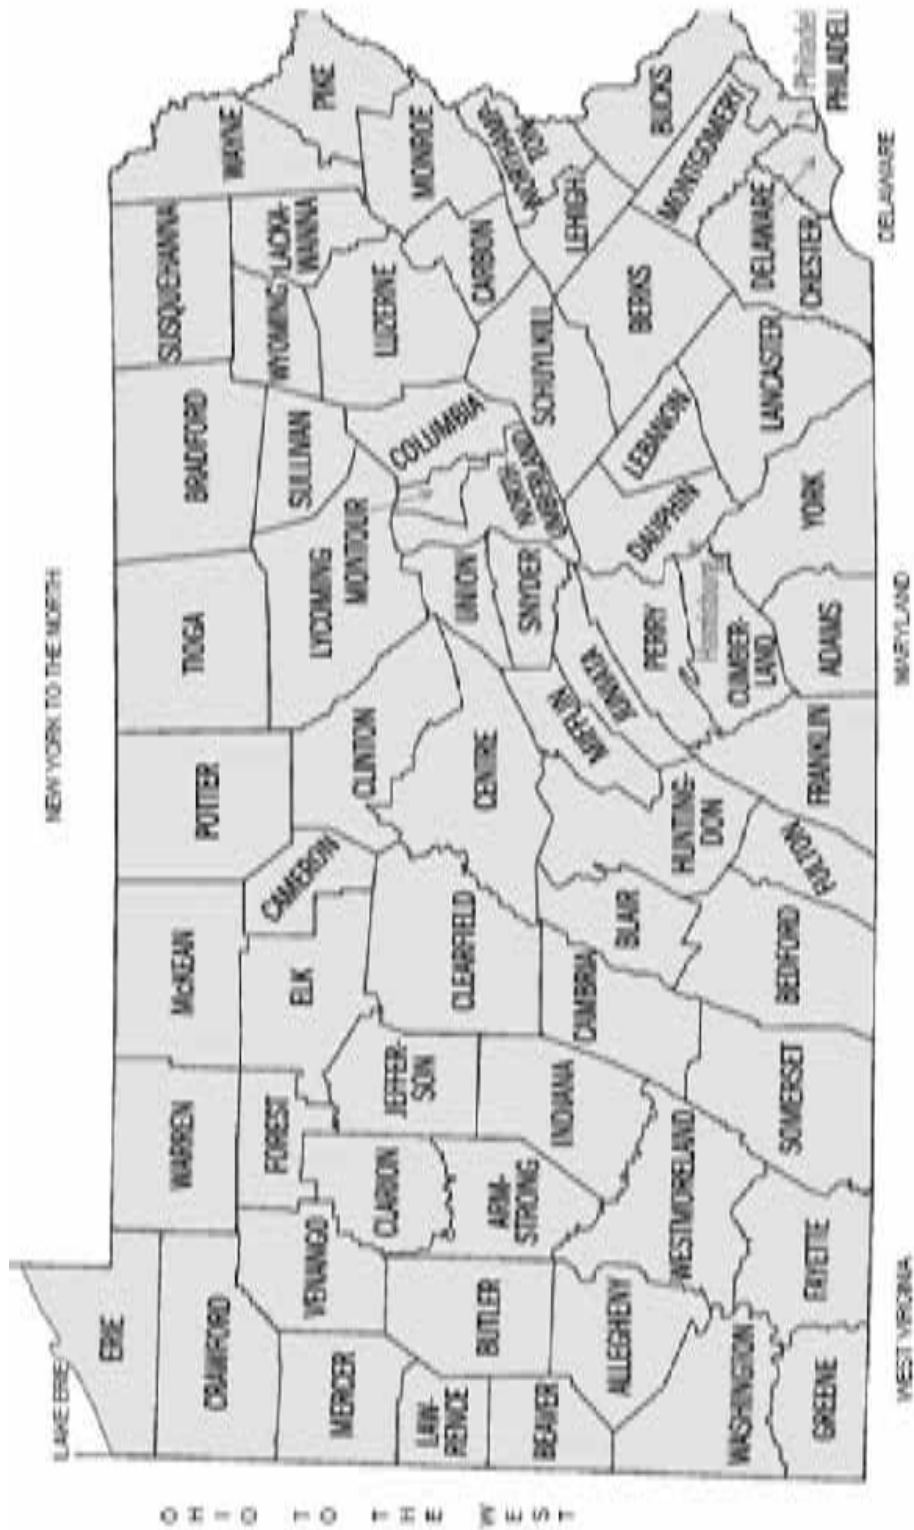 NEW YORK TO THE NORTH
LAKE ERIE
OHIO TO THE WEST
ERIE
CRAWFORD
WARREN
McKEAN
POTTER
TIOGA
BRADFORD
SUSQUEHANNA
WAYNE
PIKE
MERCER
VENANGO
FOREST
ELK
CAMERON
CLINTON
LYCOMING
SULLIVAN
WYOMING
LACKA-
WANNA
LUZERNE
MONROE
LAW-
RENCE
BUTLER
CLARION
JEFFER-
SON
CLEARFIELD
CENTRE
UNION
MONTOUR
COLUMBIA
CARBON
NORTHAMP-
TON
BEAVER
ARM-
STRONG
INDIANA
SNYDER
NORTH-
UMBERLAND
SCHUYLKILL
LEHIGH
BUCKS
ALLEGHENY
WESTMORELAND
CIMBRIA
BLAIR
HUNTING-
DON
MIFFLIN
JUNIATA
PERRY
DAUPHIN
LEBANON
BERKS
MONTGOMERY
WASHINGTON
GREENE
FAYETTE
SOMERSET
BEDFORD
FULTON
FRANKLIN
CUMBER-
LAND
ADAMS
YORK
LANCASTER
CHESTER
DELAWARE
Philadel
PHILADEL
WEST VIRGINIA
MARYLAND
DELAWARE